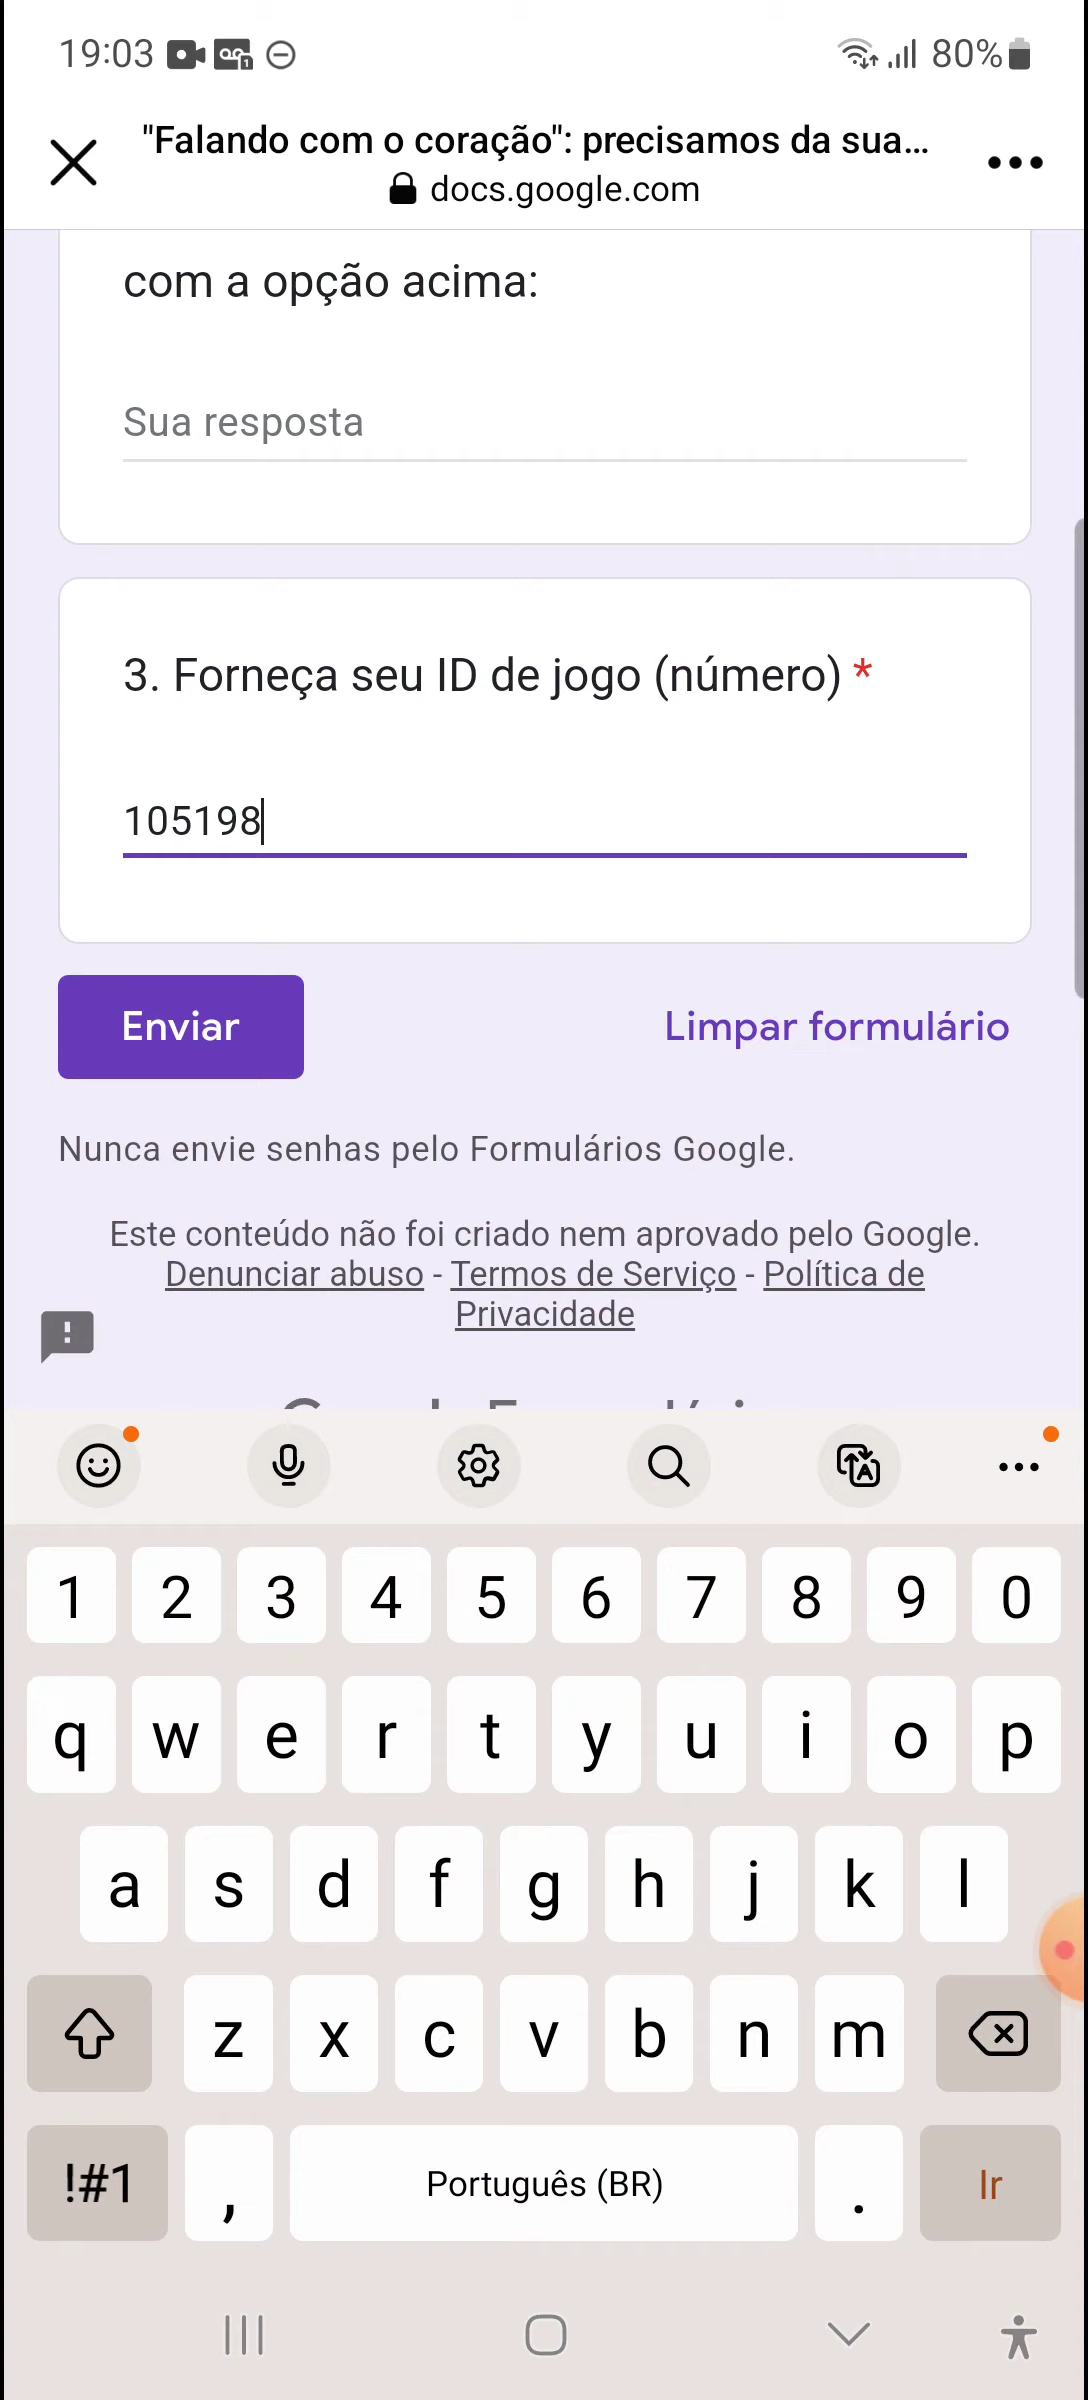 19:03
80%
"Falando com o coração": precisamos da sua...
docs.google.com
com a opção acima:
Sua resposta
3. Forneça seu ID de jogo (número) *
105198
Enviar
Limpar formulário
Nunca envie senhas pelo Formulários Google.
Este conteúdo não foi criado nem aprovado pelo Google.
Denunciar abuso - Termos de Serviço - Política de
Privacidade
1 2 3 4 5 6 7 8 9 0
q w e r t y u i o p
a s d f g h j k l
z x c v b n m
!#1 , Português (BR) . Ir